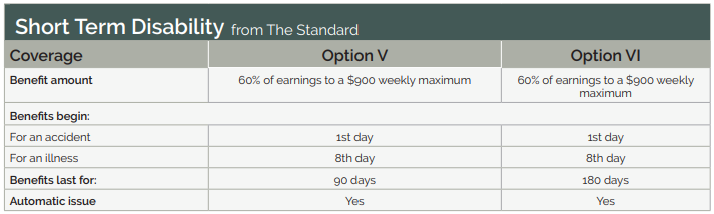 Short Term Disability from The Standard
Coverage Option V Option VI
Benefit amount 60% of earnings to a $900 weekly maximum 60% of earnings to a $900 weekly
maximum
Benefits begin:
For an accident 1st day 1st day
For an illness 8th day 8th day
Benefits last for: 90 days 180 days
Automatic issue Yes Yes